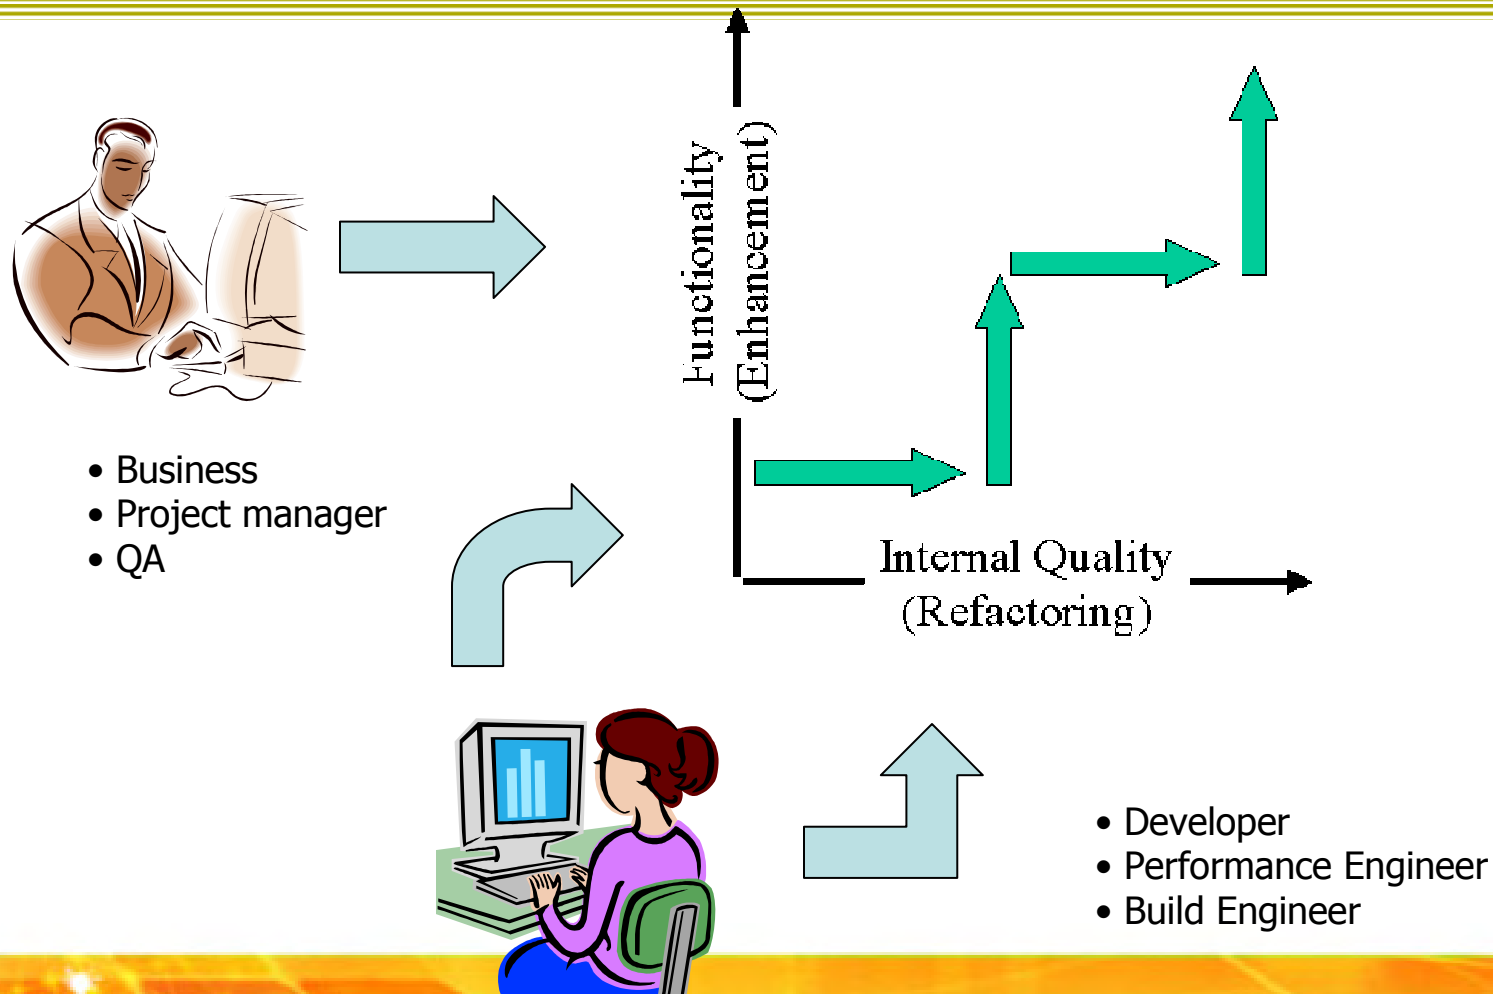 Functionality
(Enhancement)
• Business
• Project manager
• QA
Internal Quality
(Refactoring)
• Developer
• Performance Engineer
• Build Engineer